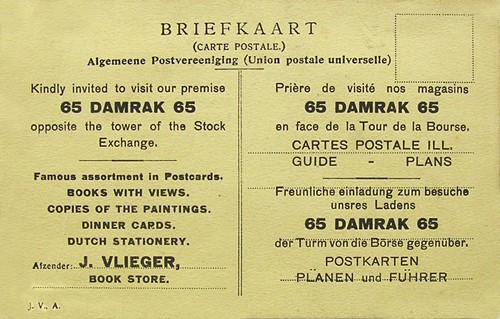 BRIEFKAART
(CARTE POSTALE.)
Algemeene Postvereeniging (Union postale universelle)
Kindly invited to visit our premise
65 DAMRAK 65
opposite the tower of the Stock
Exchange.
Famous assortment in Postcards.
BOOKS WITH VIEWS.
COPIES OF THE PAINTINGS.
DINNER CARDS.
DUTCH STATIONERY.
Afzender: J. VLIEGER,
BOOK STORE.
J. V., A.
Prière de visité nos magasins
65 DAMRAK 65
en face de la Tour de la Bourse.
CARTES POSTALE ILL.
GUIDE - PLANS
Freunliche einladung zum besuche
unsres Ladens
65 DAMRAK 65
der Turm von die Börse gegenüber.
POSTKARTEN
PLÄNEN und FÜHRER